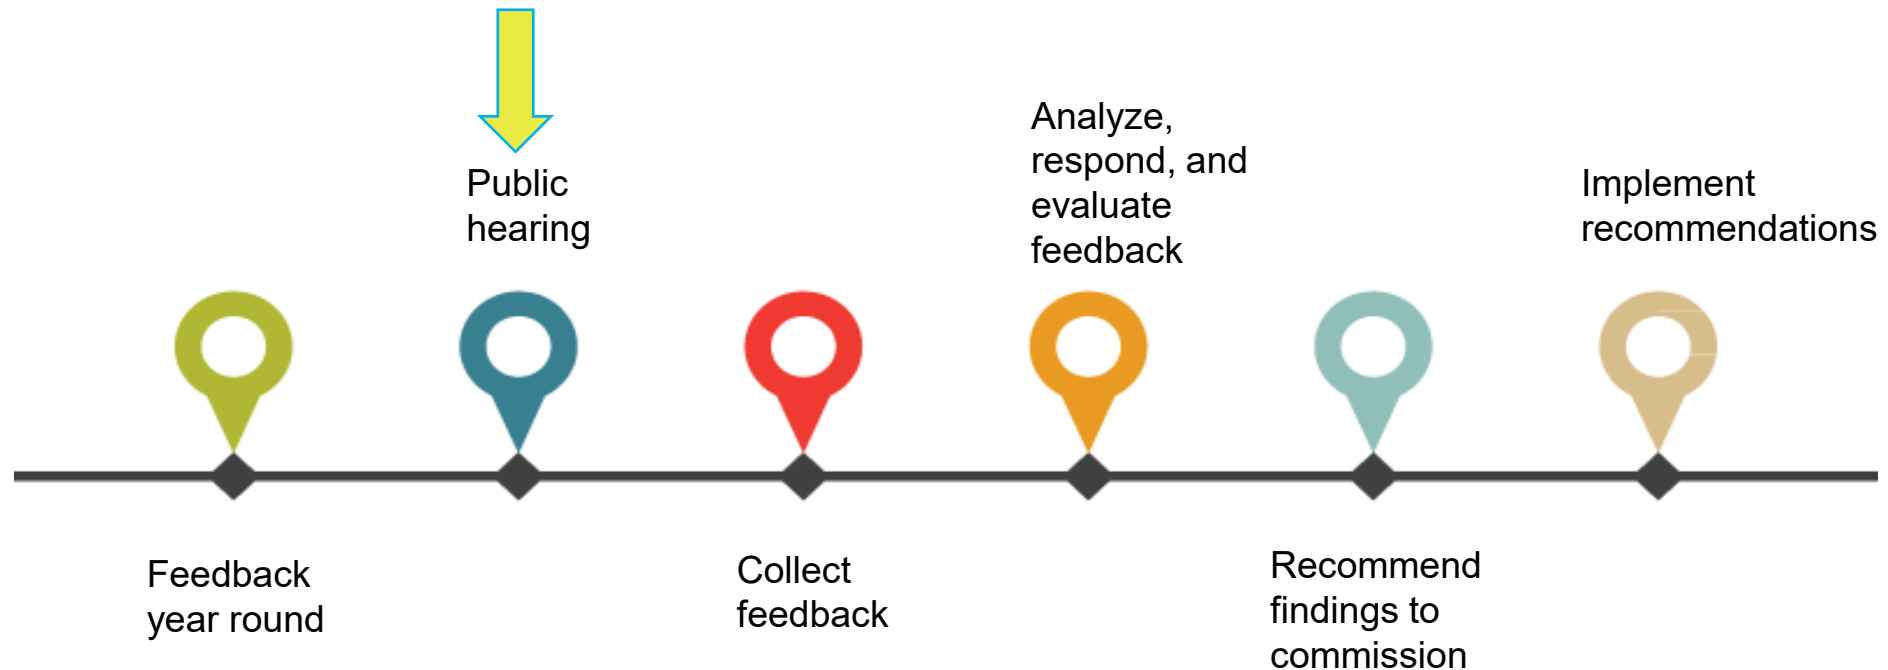 Feedback
year round
Public
hearing
Collect
feedback
Analyze,
respond, and
evaluate
feedback
Recommend
findings to
commission
Implement
recommendations